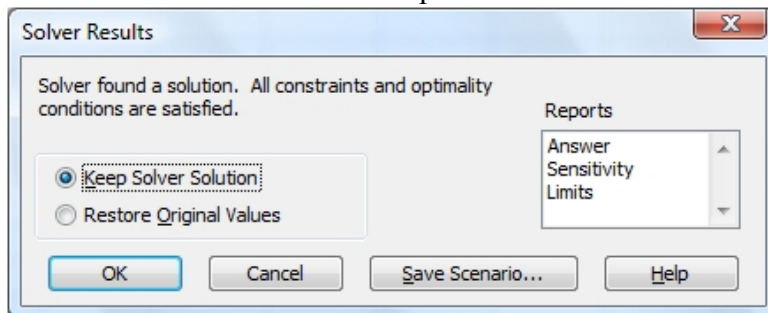 Solver Results
Solver found a solution. All constraints and optimality
conditions are satisfied.
Reports
Answer
Sensitivity
Limits
Keep Solver Solution
Restore Original Values
OK Cancel Save Scenario... Help